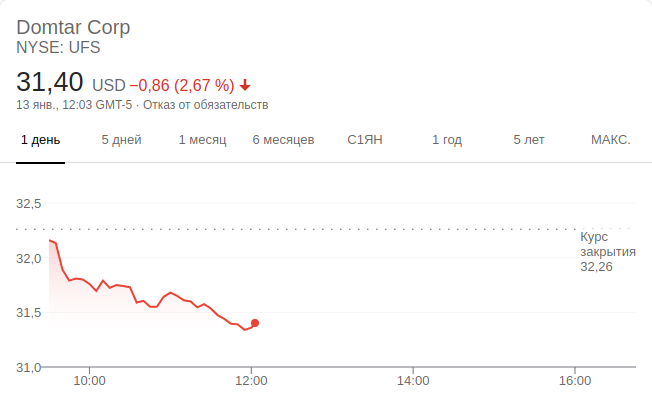 Domtar Corp
NYSE: UFS
31,40 USD −0,86 (2,67 %)
13 янв., 12:03 GMT-5 · Отказ от обязательств
1 день 5 дней 1 месяц 6 месяцев С1ЯН 1 год 5 лет МАКС.
32,5
Курс
закрытия
32,26
32,0
31,5
31,0
10:00 12:00 14:00 16:00